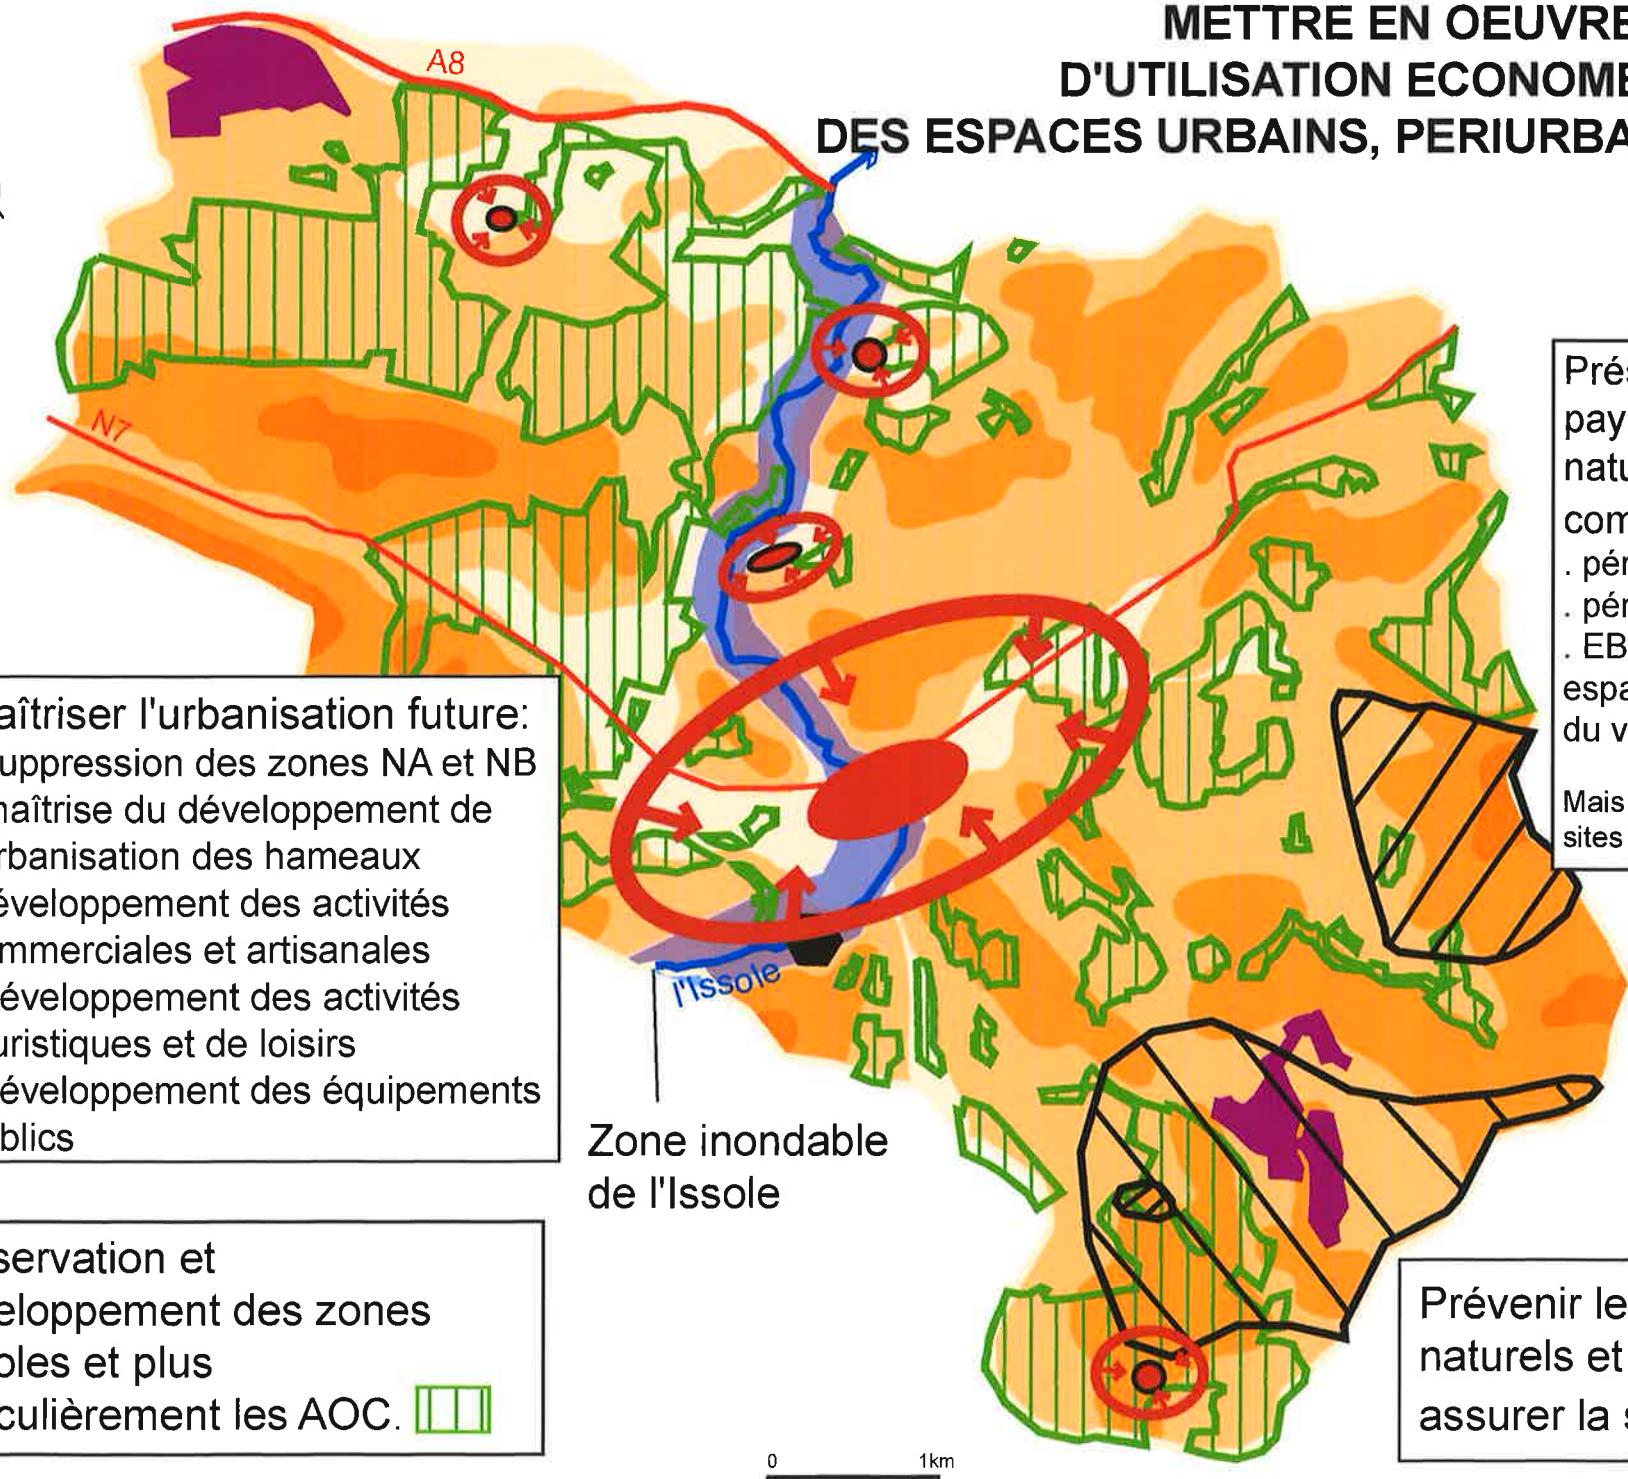 METTRE EN OEUVRE
D'UTILISATION ECONOME
DES ESPACES URBAINS, PERIURBA
A8
N7
Prés
pay
natu
com
. pér
. pér
. EB
espa
du v
Mais
sites
aîtriser l'urbanisation future:
uppression des zones NA et NB
naîtrise du développement de
rbanisation des hameaux
éveloppement des activités
mmerciales et artisanales
éveloppement des activités
uristiques et de loisirs
éveloppement des équipements
blics
l'Issole
Zone inondable
de l'Issole
servation et
eloppement des zones
oles et plus
culièrement les AOC.
Prévenir le
naturels et
assurer la s
0 1km